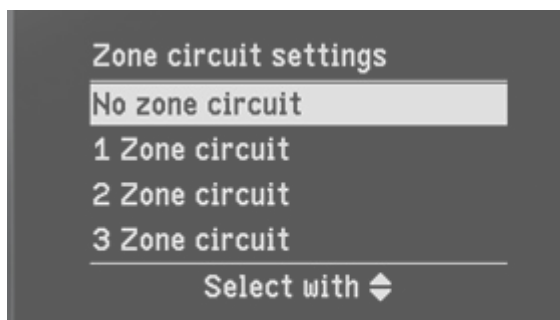 Zone circuit settings
No zone circuit
1 Zone circuit
2 Zone circuit
3 Zone circuit
Select with